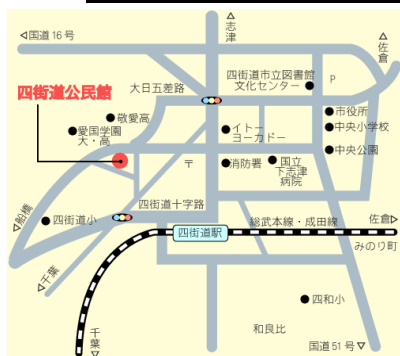 志津
国道16号
佐倉
四街道市立図書館
文化センター
P
大日五差路
四街道公民館
敬愛高
愛国学園
大・高
イトー
ヨーカドー
市役所
中央小学校
中央公園
〒
消防署
国立
下志津
病院
船橋
四街道小
四街道十字路
四街道駅
総武本線・成田線
佐倉
みのり町
千葉
四和小
千葉
和良比
国道51号